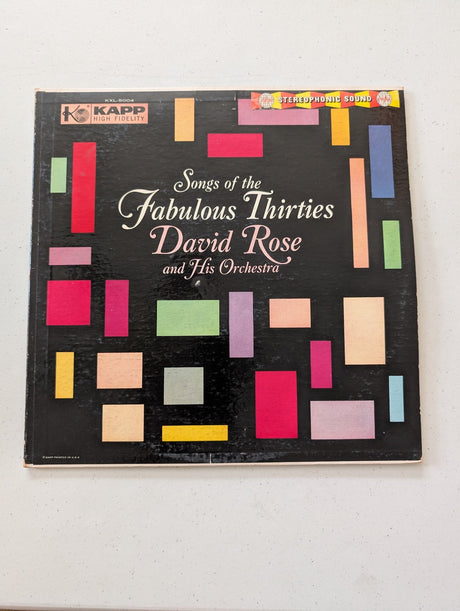 KXL-5004
KAPP
HIGH FIDELITY
STEREOPHONIC SOUND
Songs of the
Fabulous Thirties
David Rose
and His Orchestra